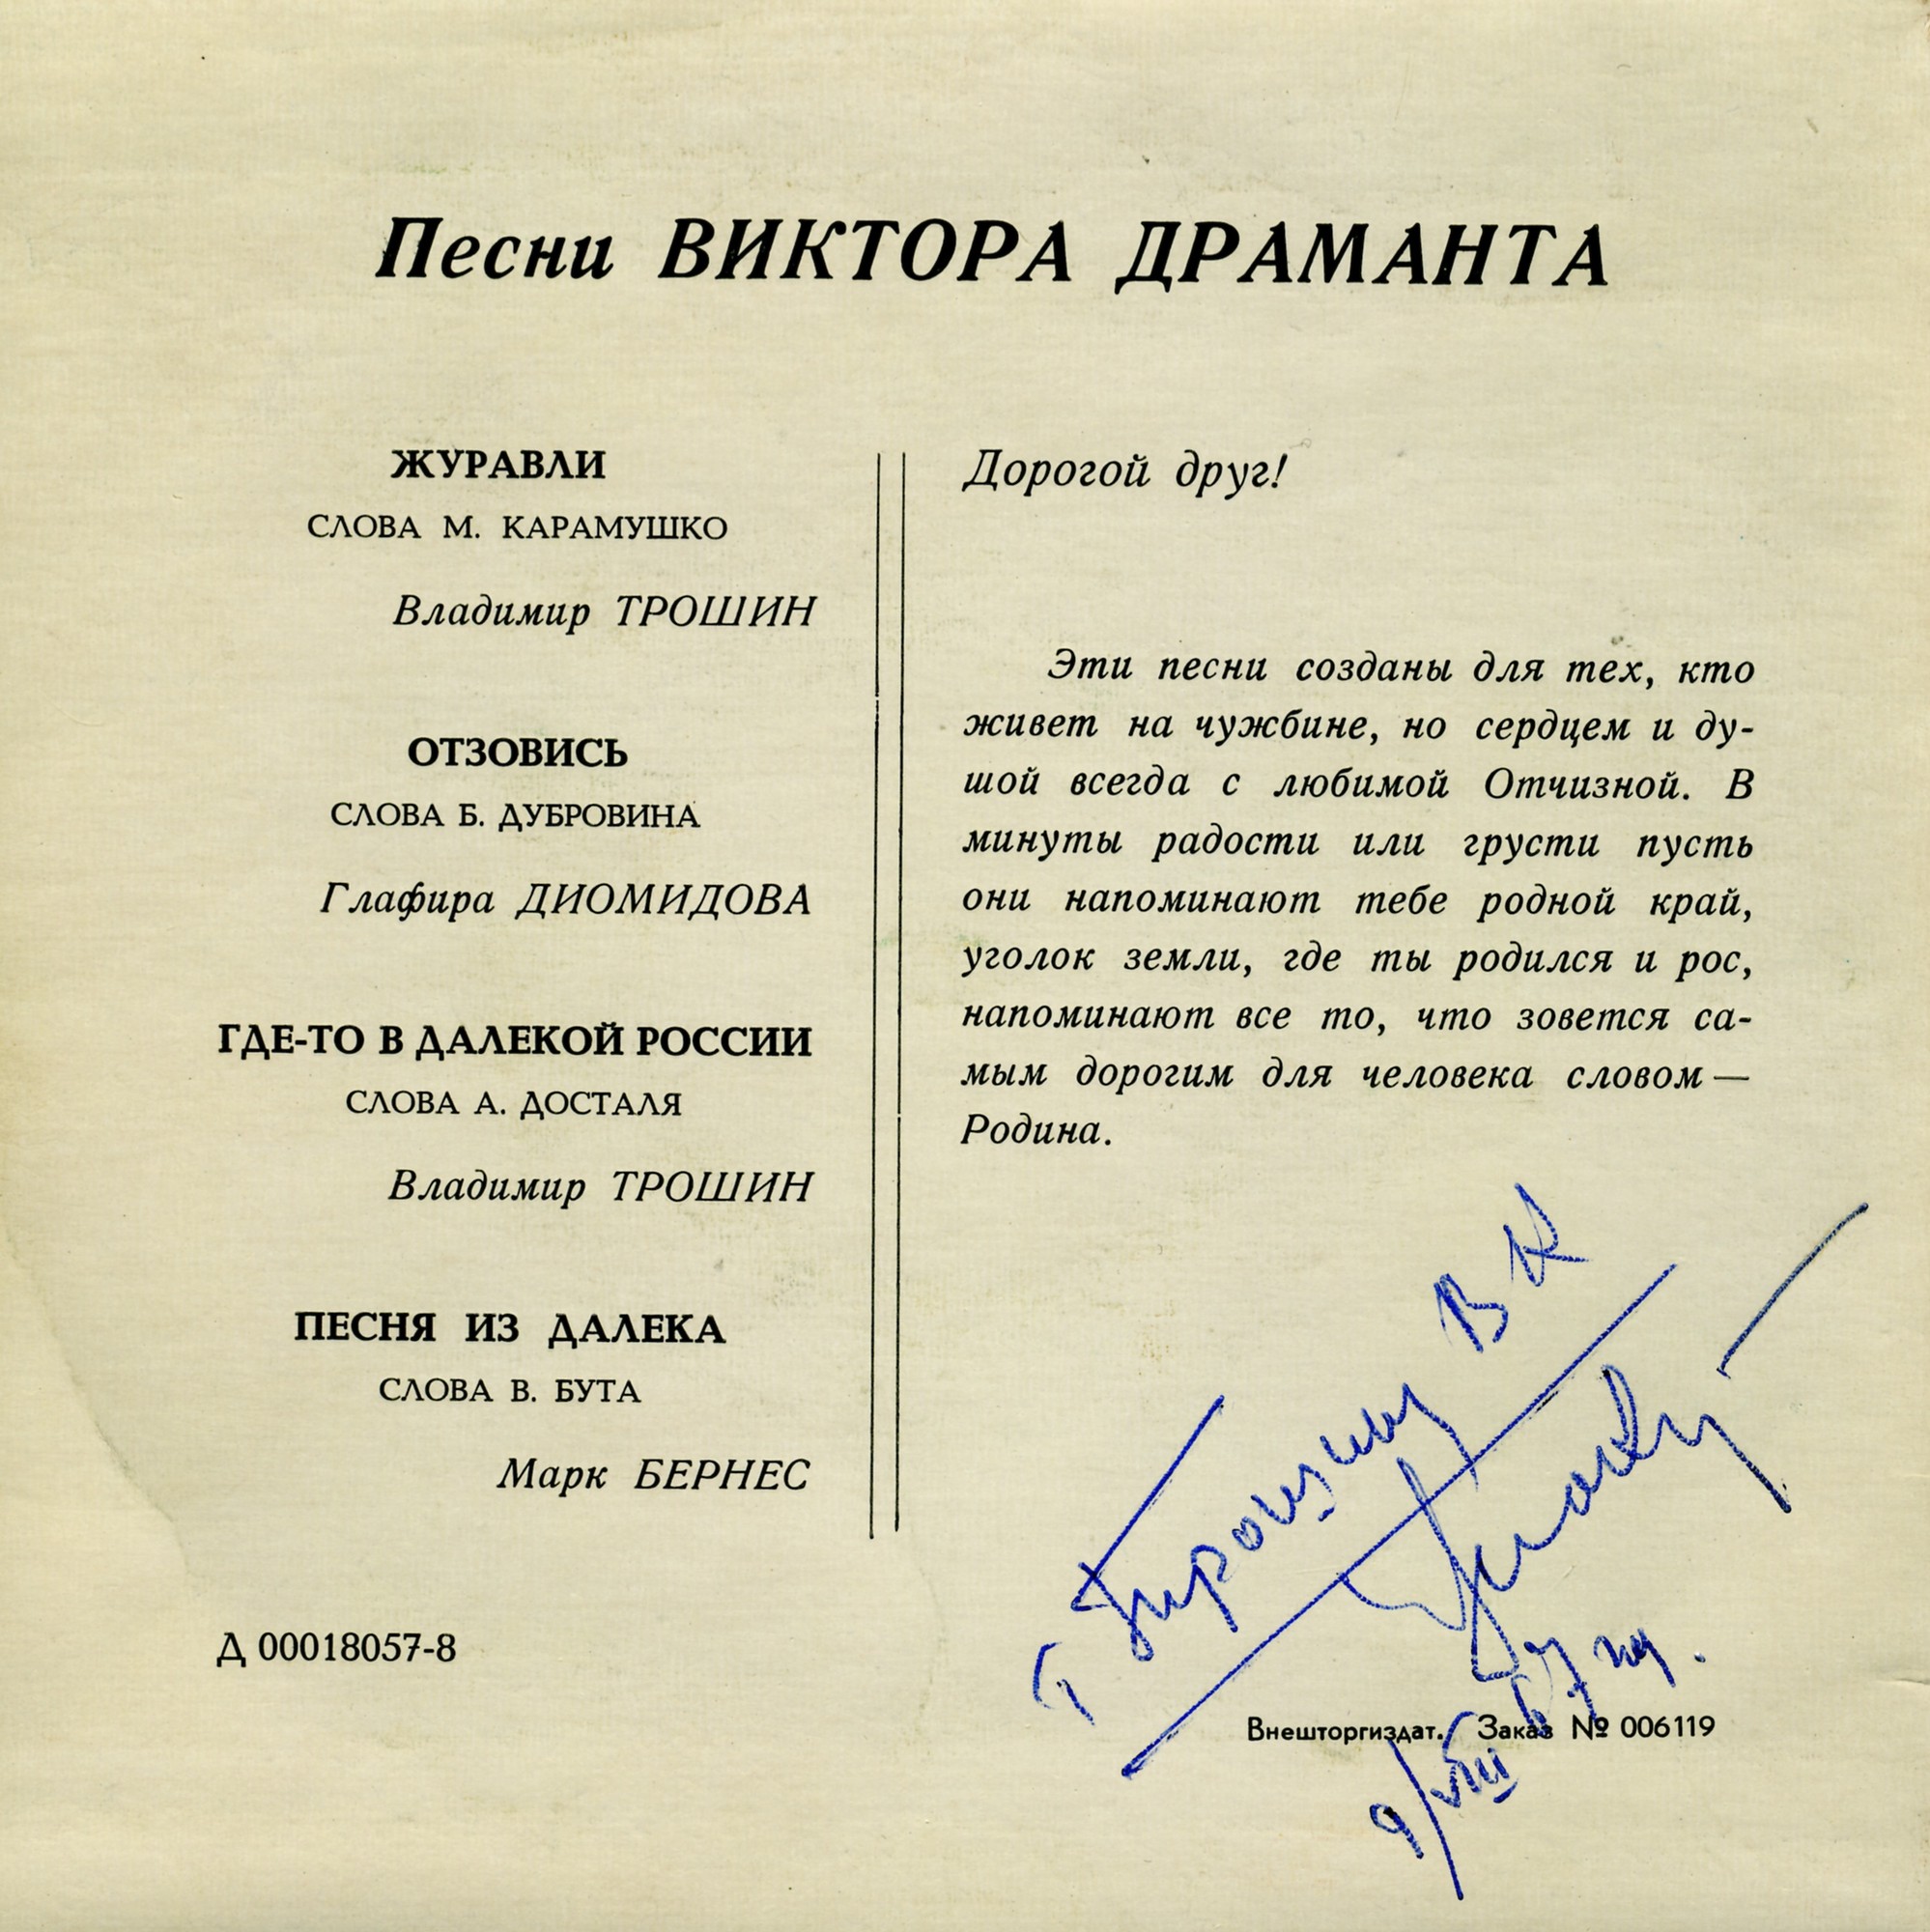 Песни ВИКТОРА ДРАМАНТА
ЖУРАВЛИ
СЛОВА М. КАРАМУШКО
Владимир ТРОШИН
ОТЗОВИСЬ
СЛОВА Б. ДУБРОВИНА
Глафира ДИОМИДОВА
ГДЕ-ТО В ДАЛЕКОЙ РОССИИ
СЛОВА А. ДОСТАЛЯ
Владимир ТРОШИН
ПЕСНЯ ИЗ ДАЛЕКА
СЛОВА В. БУТА
Марк БЕРНЕС
Д 00018057-8
Дорогой друг!
Эти песни созданы для тех, кто
живет на чужбине, но сердцем и ду-
шой всегда с любимой Отчизной. В
минуты радости или грусти пусть
они напоминают тебе родной край,
уголок земли, где ты родился и рос,
напоминают все то, что зовется са-
мым дорогим для человека словом —
Родина.
В К
9/VIII 67
Внешторгиздат. Заказ № 006119